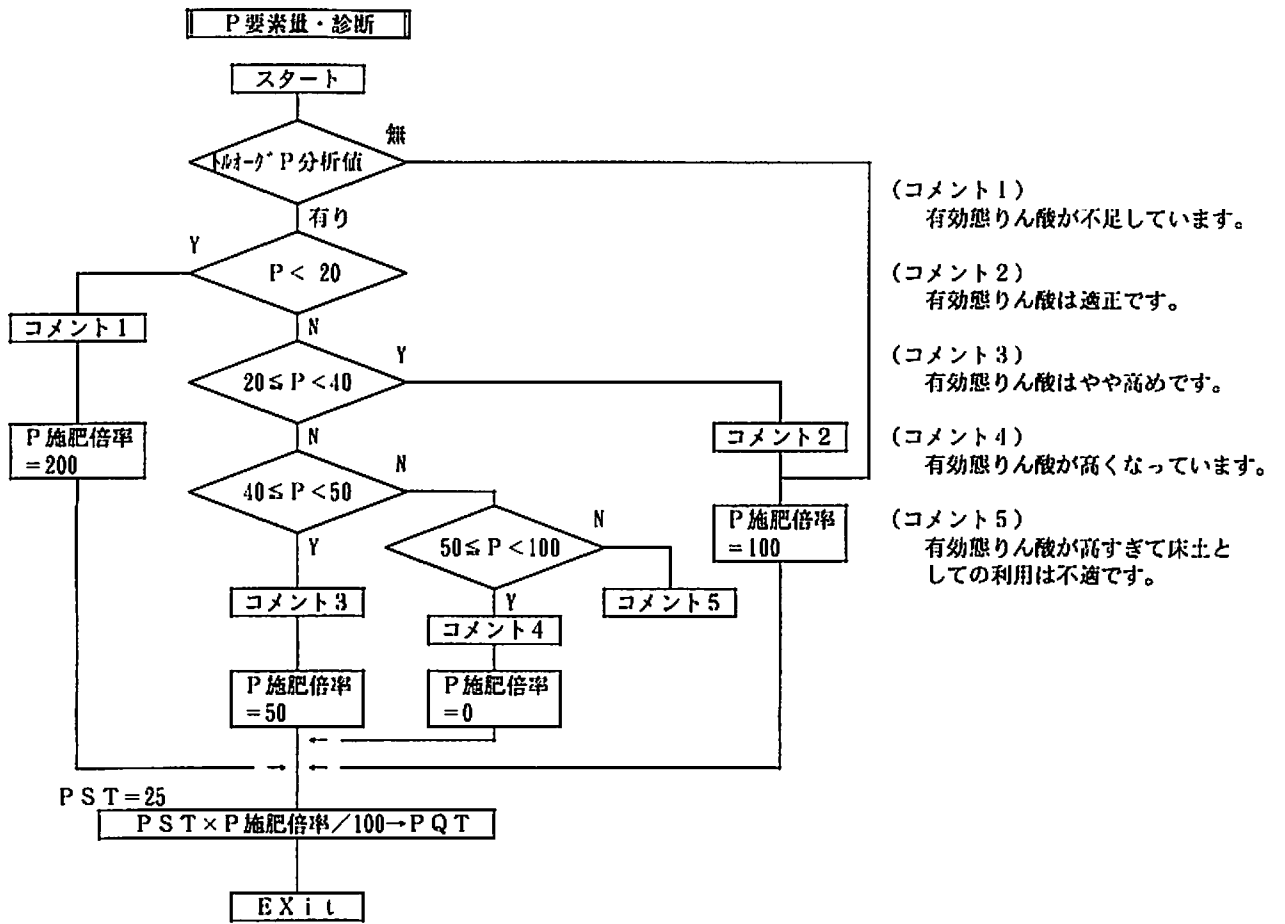 P要素量・診断
スタート
トルオーグP分析値
無
有り
Y
P< 20
コメント1
N
20≦P<40
Y
P施肥倍率
=200
N
40≦P<50
N
コメント2
Y
50≦P<100
N
P施肥倍率
=100
コメント3
Y
コメント5
コメント4
P施肥倍率
=50
P施肥倍率
=0
PST=25
PST×P施肥倍率/100→PQT
EXit
(コメント1)
有効態りん酸が不足しています。
(コメント2)
有効態りん酸は適正です。
(コメント3)
有効態りん酸はやや高めです。
(コメント4)
有効態りん酸が高くなっています。
(コメント5)
有効態りん酸が高すぎて床土と
しての利用は不適です。